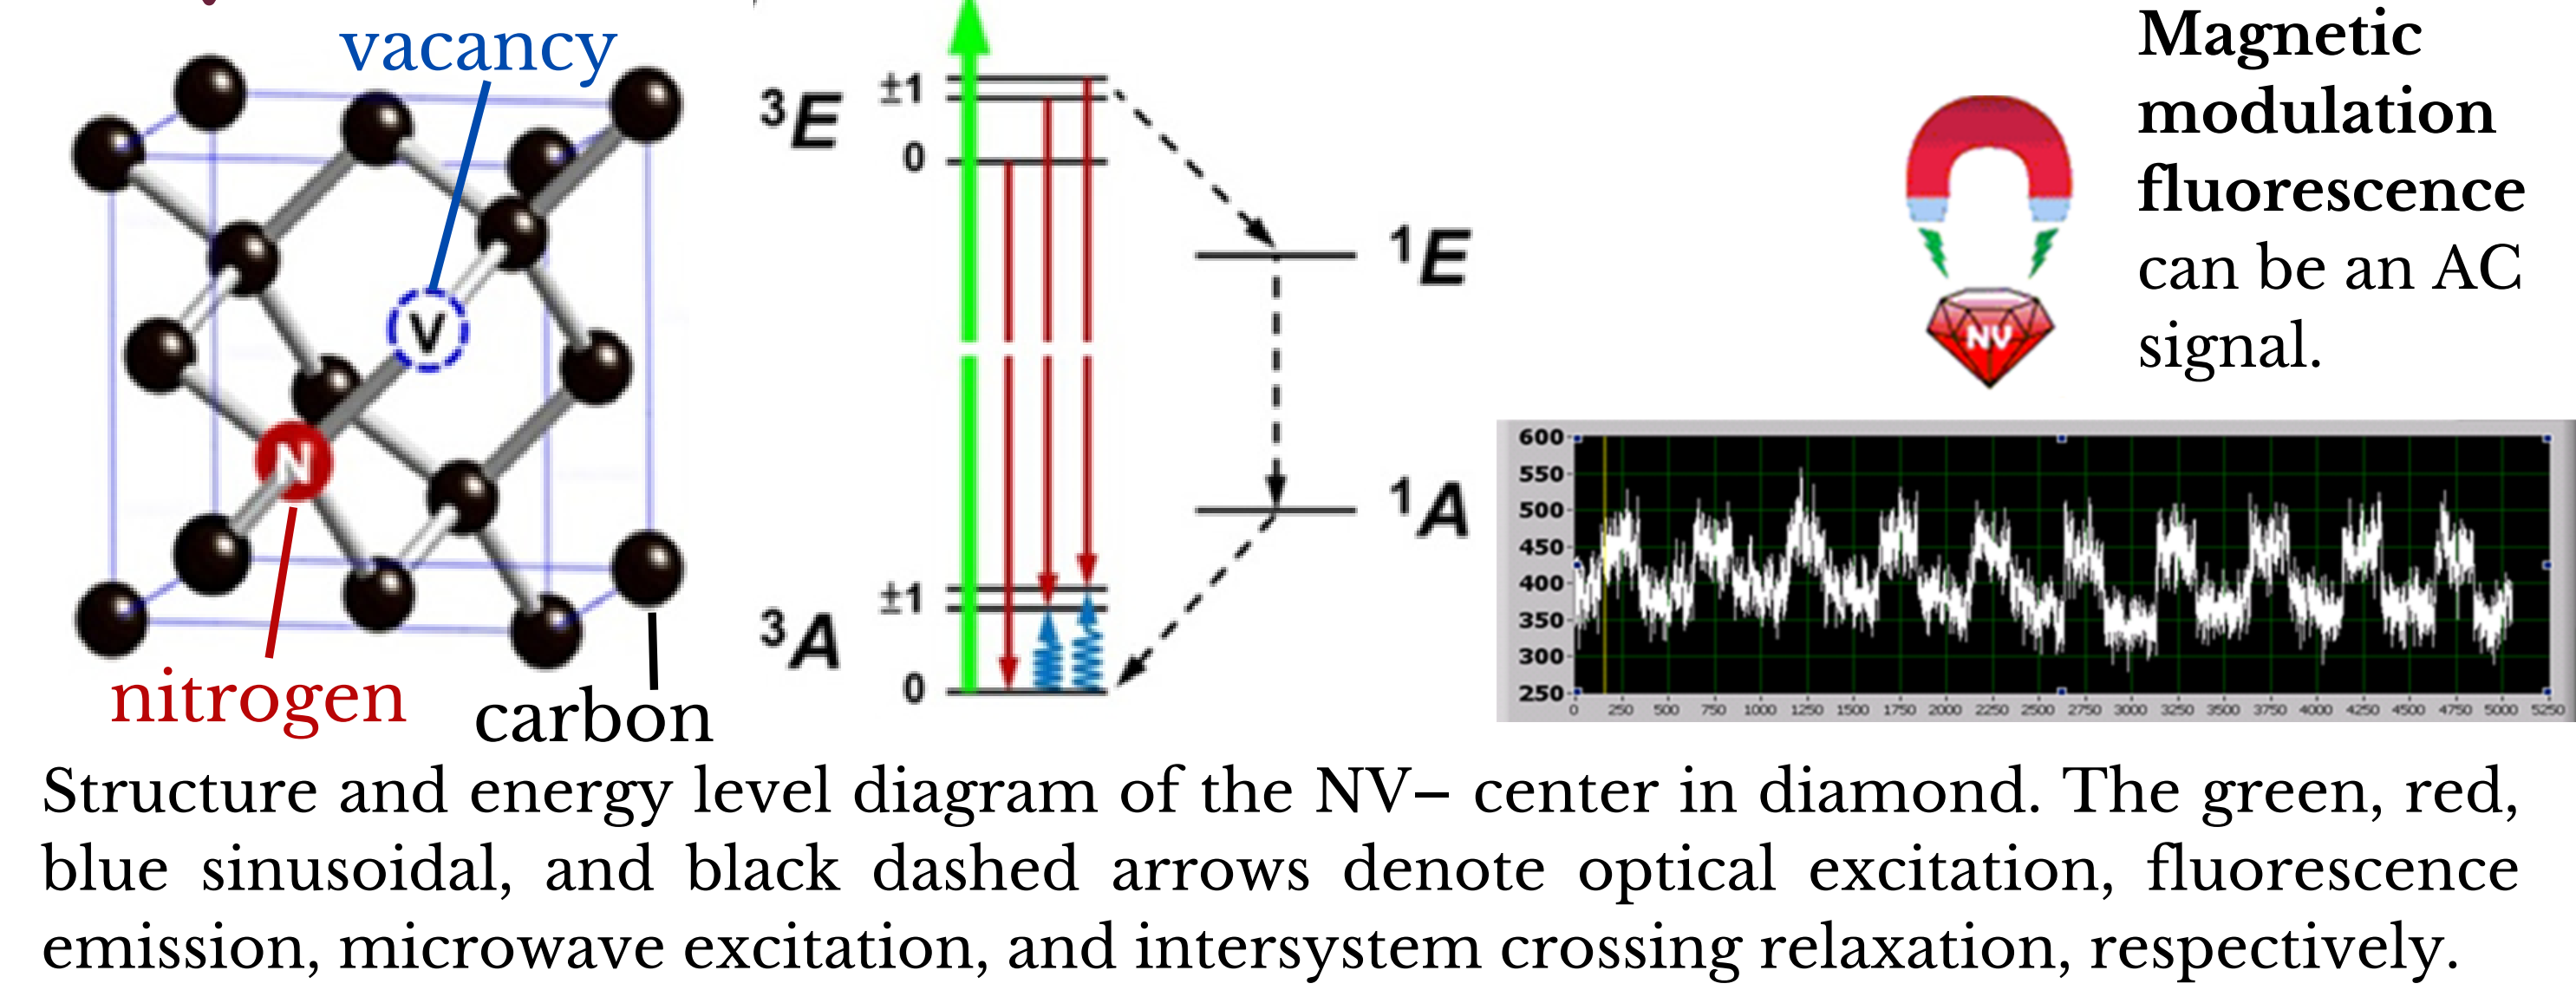 vacancy
V
N
nitrogen
carbon
³E
±1
0
¹E
¹A
³A
±1
0
Magnetic
modulation
fluorescence
can be an AC
signal.
NV
600
550
500
450
400
350
300
250
0 250 500 750 1000 1250 1500 1750 2000 2250 2500 2750 3000 3250 3500 3750 4000 4250 4500 4750 5000 5250
Structure and energy level diagram of the NV– center in diamond. The green, red,
blue sinusoidal, and black dashed arrows denote optical excitation, fluorescence
emission, microwave excitation, and intersystem crossing relaxation, respectively.